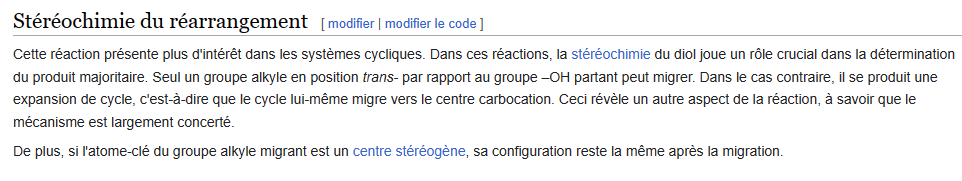 Stéréochimie du réarrangement [ modifier | modifier le code ]
Cette réaction présente plus d'intérêt dans les systèmes cycliques. Dans ces réactions, la stéréochimie du diol joue un rôle crucial dans la détermination
du produit majoritaire. Seul un groupe alkyle en position trans- par rapport au groupe –OH partant peut migrer. Dans le cas contraire, il se produit une
expansion de cycle, c'est-à-dire que le cycle lui-même migre vers le centre carbocation. Ceci révèle un autre aspect de la réaction, à savoir que le
mécanisme est largement concerté.
De plus, si l'atome-clé du groupe alkyle migrant est un centre stéréogène, sa configuration reste la même après la migration.